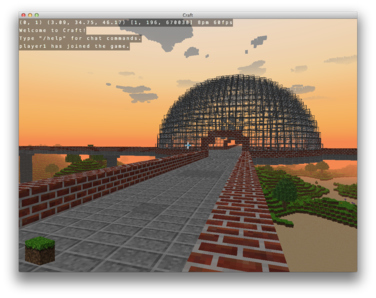 Craft
Welcome to Craft!
Type "/help" for chat commands.
player1 has joined the game.